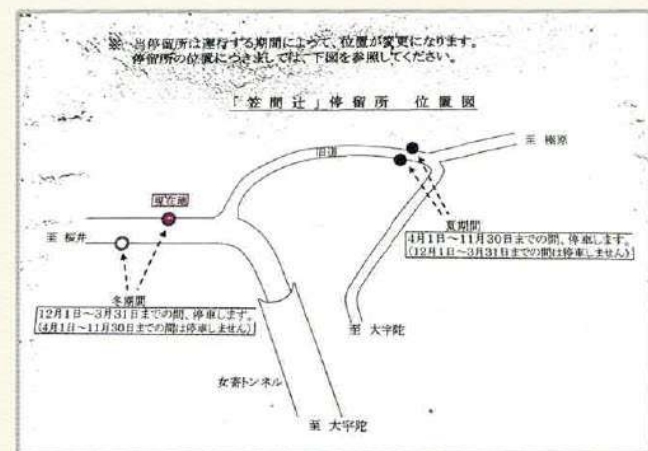 ※ 当停留所は運行する期間によって、位置が変更になります。
停留所の位置につきましては、下図を参照してください。
「笠間辻」停留所 位置図
旧道
至 榛原
現在地
至 桜井
夏期間
4月1日～11月30日までの間、停車します。
(12月1日～3月31日までの間は停車しません)
冬期間
12月1日～3月31日までの間、停車します。
(4月1日～11月30日までの間は停車しません)
至 大宇陀
女寄トンネル
至 大宇陀